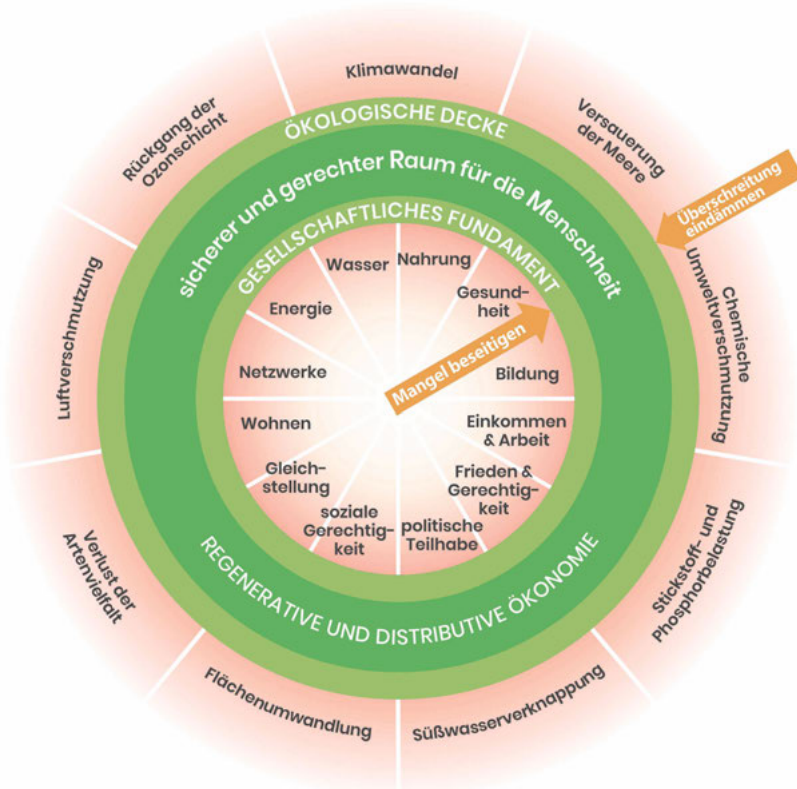 Klimawandel
Versauerung
der Meere
Überschreitung
eindämmen
Chemische
Umweltverschmutzung
Stickstoff- und
Phosphorbelastung
Süßwasserverknappung
Flächenumwandlung
Verlust der
Artenvielfalt
Luftverschmutzung
Rückgang der
Ozonschicht
ÖKOLOGISCHE DECKE
sicherer und gerechter Raum für die Menschheit
GESELLSCHAFTLICHES FUNDAMENT
Wasser
Nahrung
Gesund-
heit
Mangel beseitigen
Bildung
Einkommen
& Arbeit
Frieden &
Gerechtig-
keit
politische
Teilhabe
soziale
Gerechtig-
keit
Gleich-
stellung
Wohnen
Netzwerke
Energie
REGENERATIVE UND DISTRIBUTIVE ÖKONOMIE